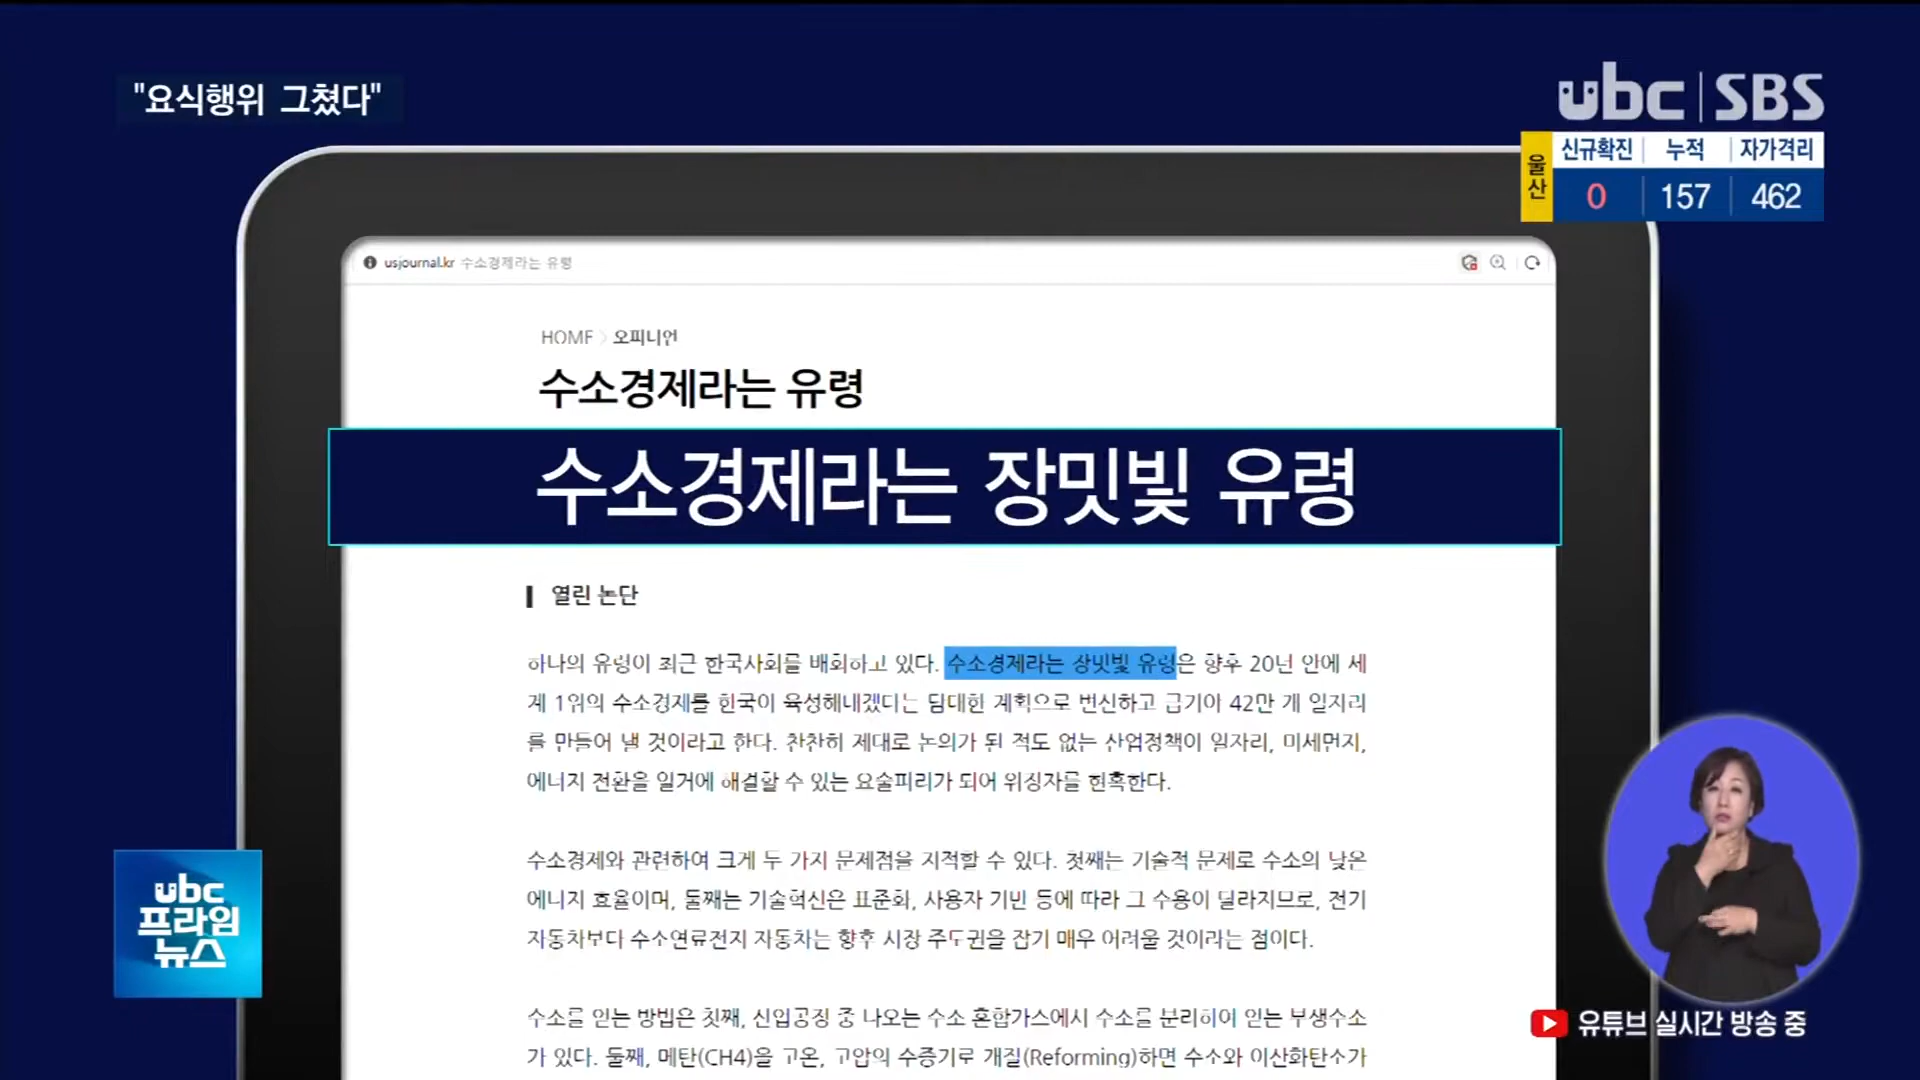 "요식행위 그쳤다"
ubc SBS
울산
신규확진 누적 자가격리
0 157 462
usjournal.kr 수소경제라는 유령
HOME > 오피니언
수소경제라는 유령
수소경제라는 장밋빛 유령
열린 논단
하나의 유령이 최근 한국사회를 배회하고 있다. 수소경제라는 장밋빛 유령은 향후 20년 안에 세
계 1위의 수소경제를 한국이 육성해내겠다는 담대한 계획으로 변신하고 급기야 42만 개 일자리
를 만들어 낼 것이라고 한다. 찬찬히 제대로 논의가 된 적도 없는 산업정책이 일자리, 미세먼지,
에너지 전환을 일거에 해결할 수 있는 요술피리가 되어 위정자를 현혹한다.
수소경제와 관련하여 크게 두 가지 문제점을 지적할 수 있다. 첫째는 기술적 문제로 수소의 낮은
에너지 효율이며, 둘째는 기술혁신은 표준화, 사용자 기반 등에 따라 그 수용이 달라지므로, 전기
자동차보다 수소연료전지 자동차는 향후 시장 주도권을 잡기 매우 어려울 것이라는 점이다.
수소를 얻는 방법은 첫째, 산업공정 중 나오는 수소 혼합가스에서 수소를 분리하여 얻는 부생수소
가 있다. 둘째, 메탄(CH4)을 고온, 고압의 수증기로 개질(Reforming)하면 수소와 이산화탄소가
ubc
프라임
뉴스
유튜브 실시간 방송 중